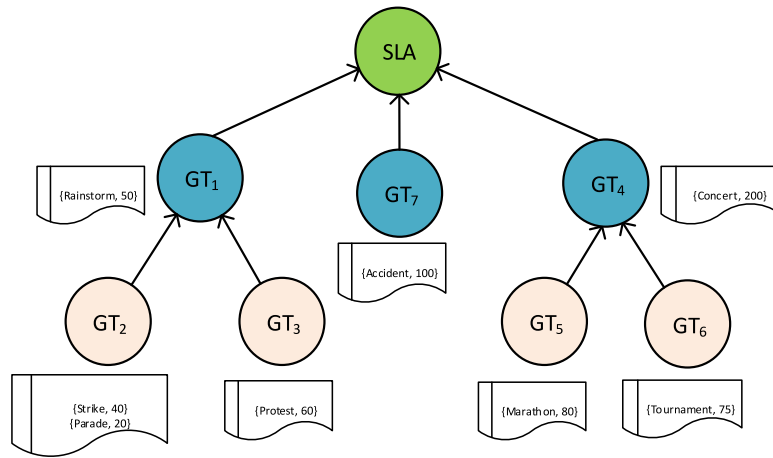 SLA
GT₁
GT₇
GT₄
{Rainstorm, 50}
{Concert, 200}
{Accident, 100}
GT₂
GT₃
GT₅
GT₆
{Strike, 40}
{Parade, 20}
{Protest, 60}
{Marathon, 80}
{Tournament, 75}